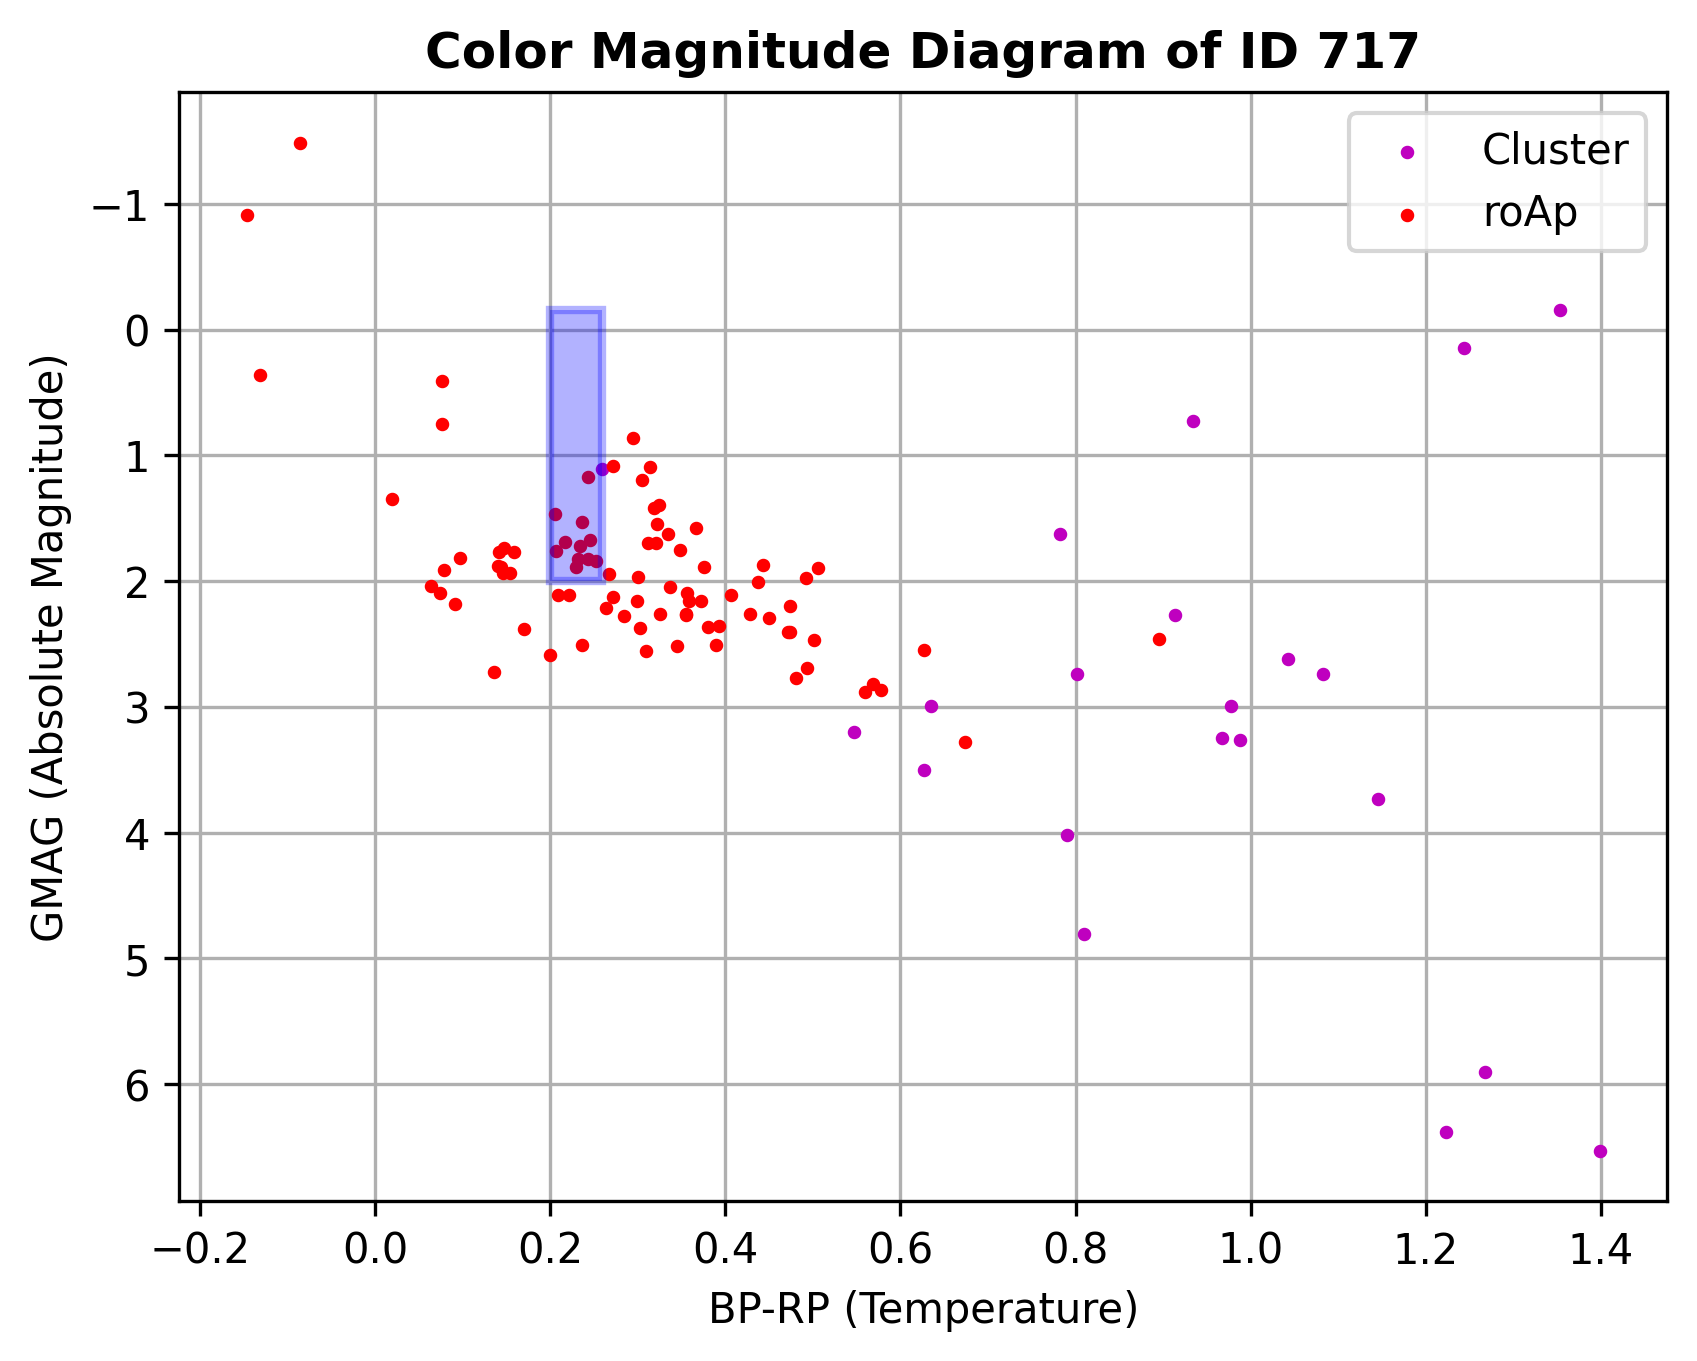 Color Magnitude Diagram of ID 717
Cluster
roAp
GMAG (Absolute Magnitude)
−1
0
1
2
3
4
5
6
−0.2 0.0 0.2 0.4 0.6 0.8 1.0 1.2 1.4
BP-RP (Temperature)